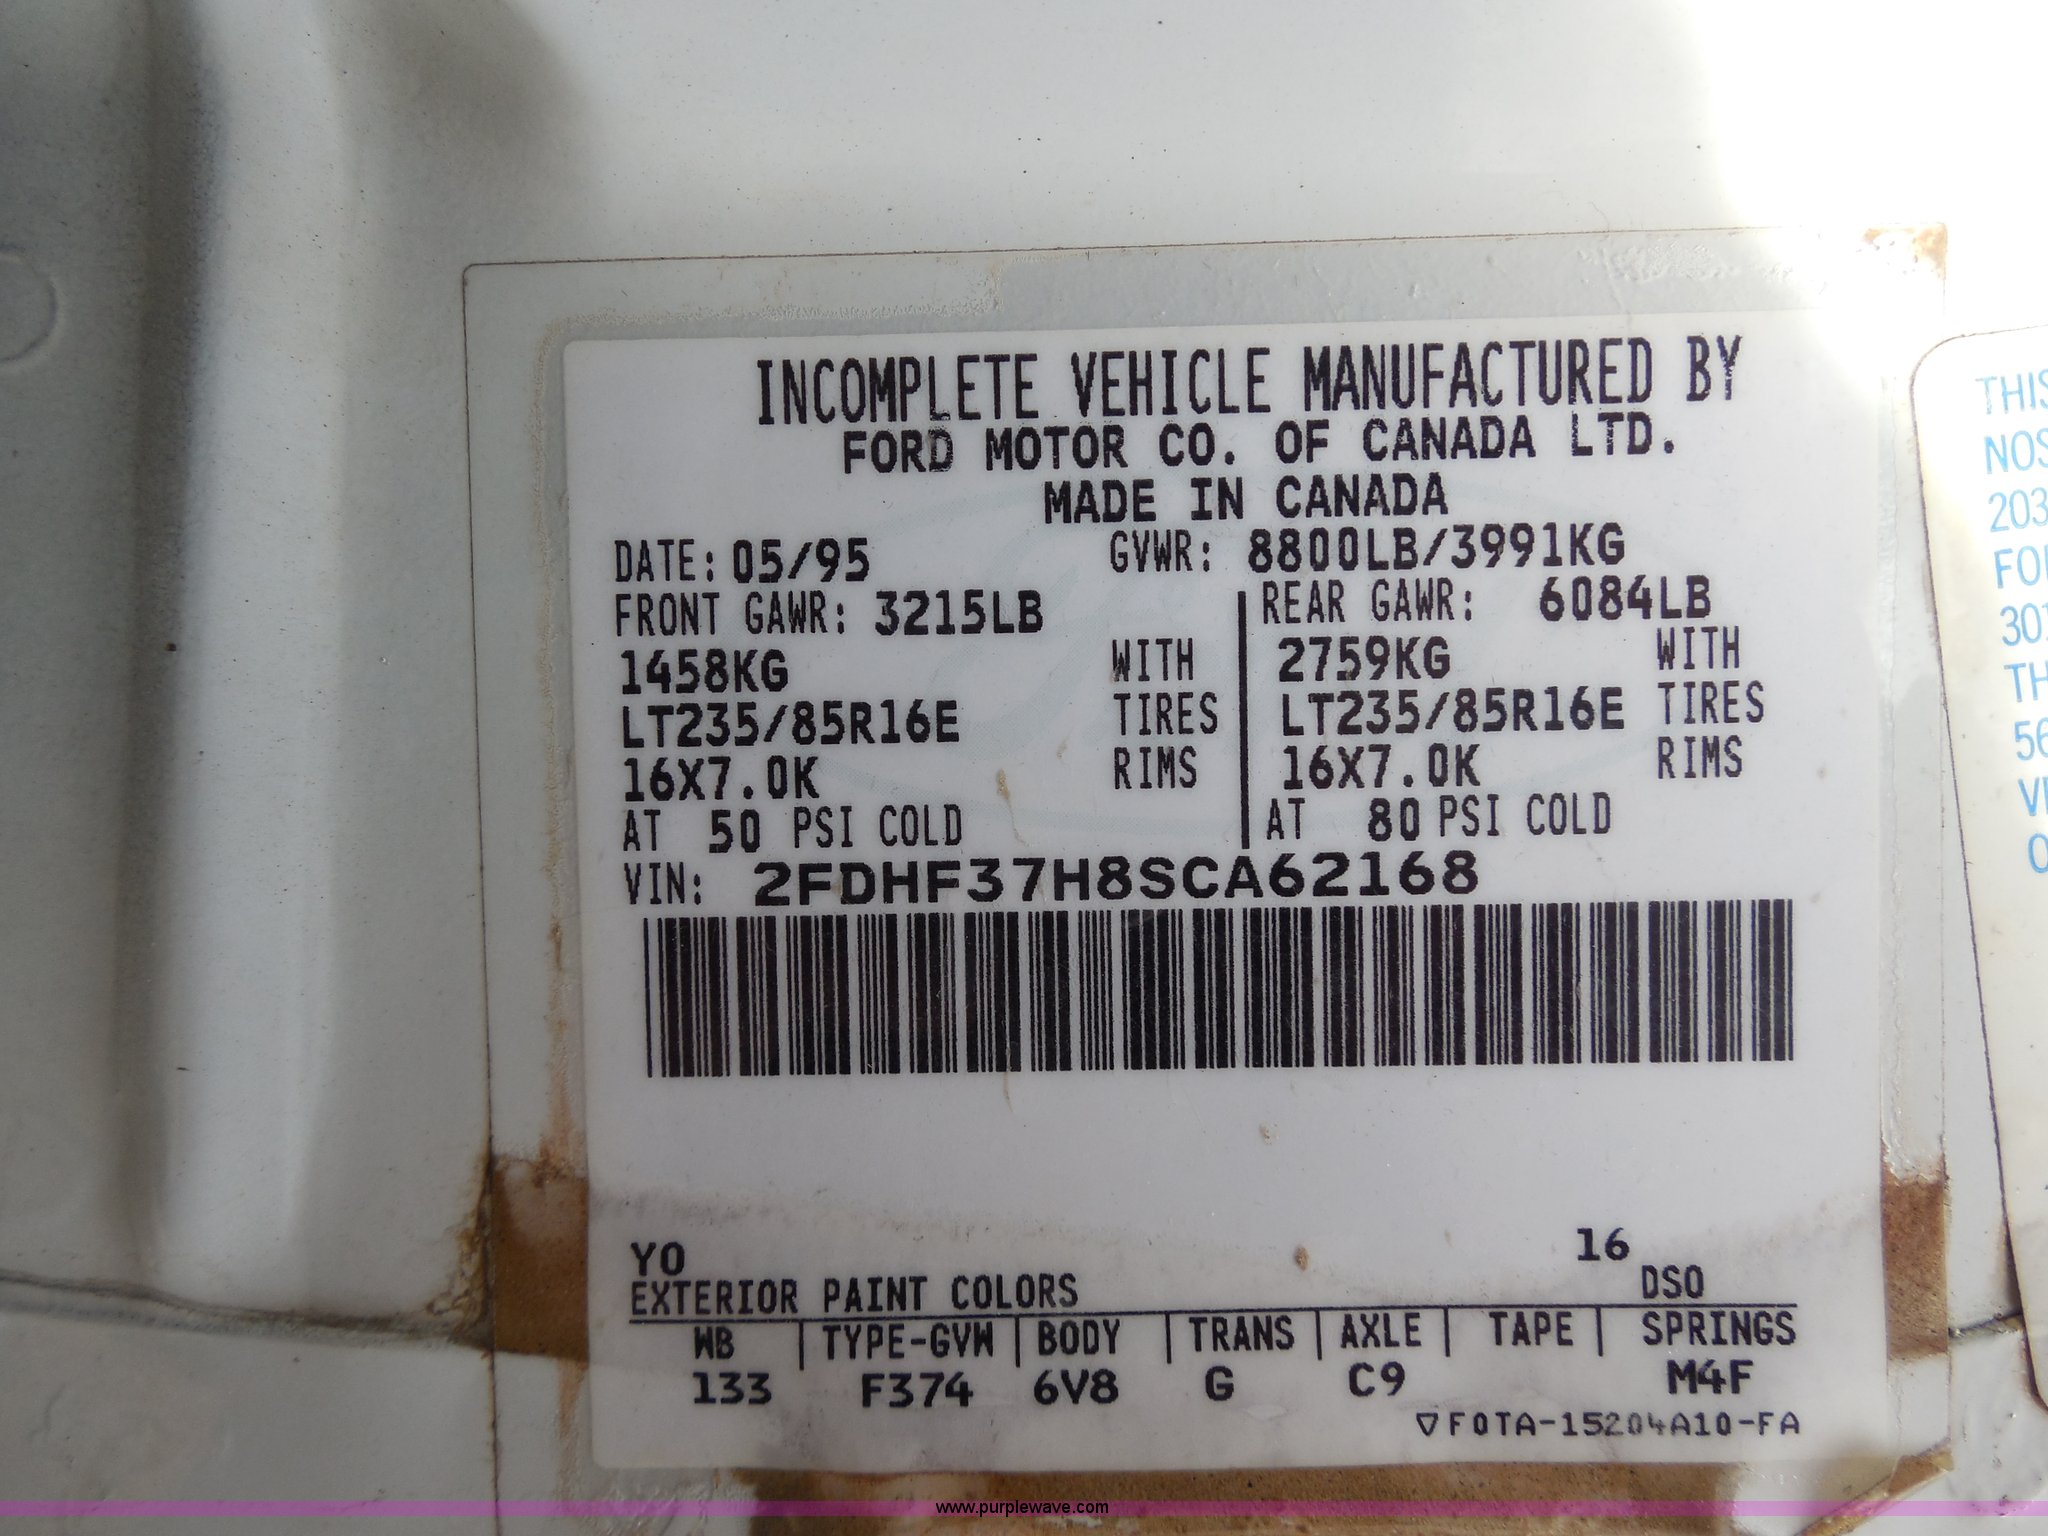 INCOMPLETE VEHICLE MANUFACTURED BY
FORD MOTOR CO. OF CANADA LTD.
MADE IN CANADA
DATE: 05/95 GVWR: 8800LB/3991KG
FRONT GAWR: 3215LB REAR GAWR: 6084LB
1458KG WITH 2759KG WITH
LT235/85R16E TIRES LT235/85R16E TIRES
16X7.0K RIMS 16X7.0K RIMS
AT 50 PSI COLD AT 80 PSI COLD
VIN: 2FDHF37H8SCA62168
YO 16
EXTERIOR PAINT COLORS DSO
WB TYPE-GVW BODY TRANS AXLE TAPE SPRINGS
133 F374 6V8 G C9 M4F
F0TA-15204A10-FA
THIS
NOS
203
FO
301
TH
56
www.purplewave.com